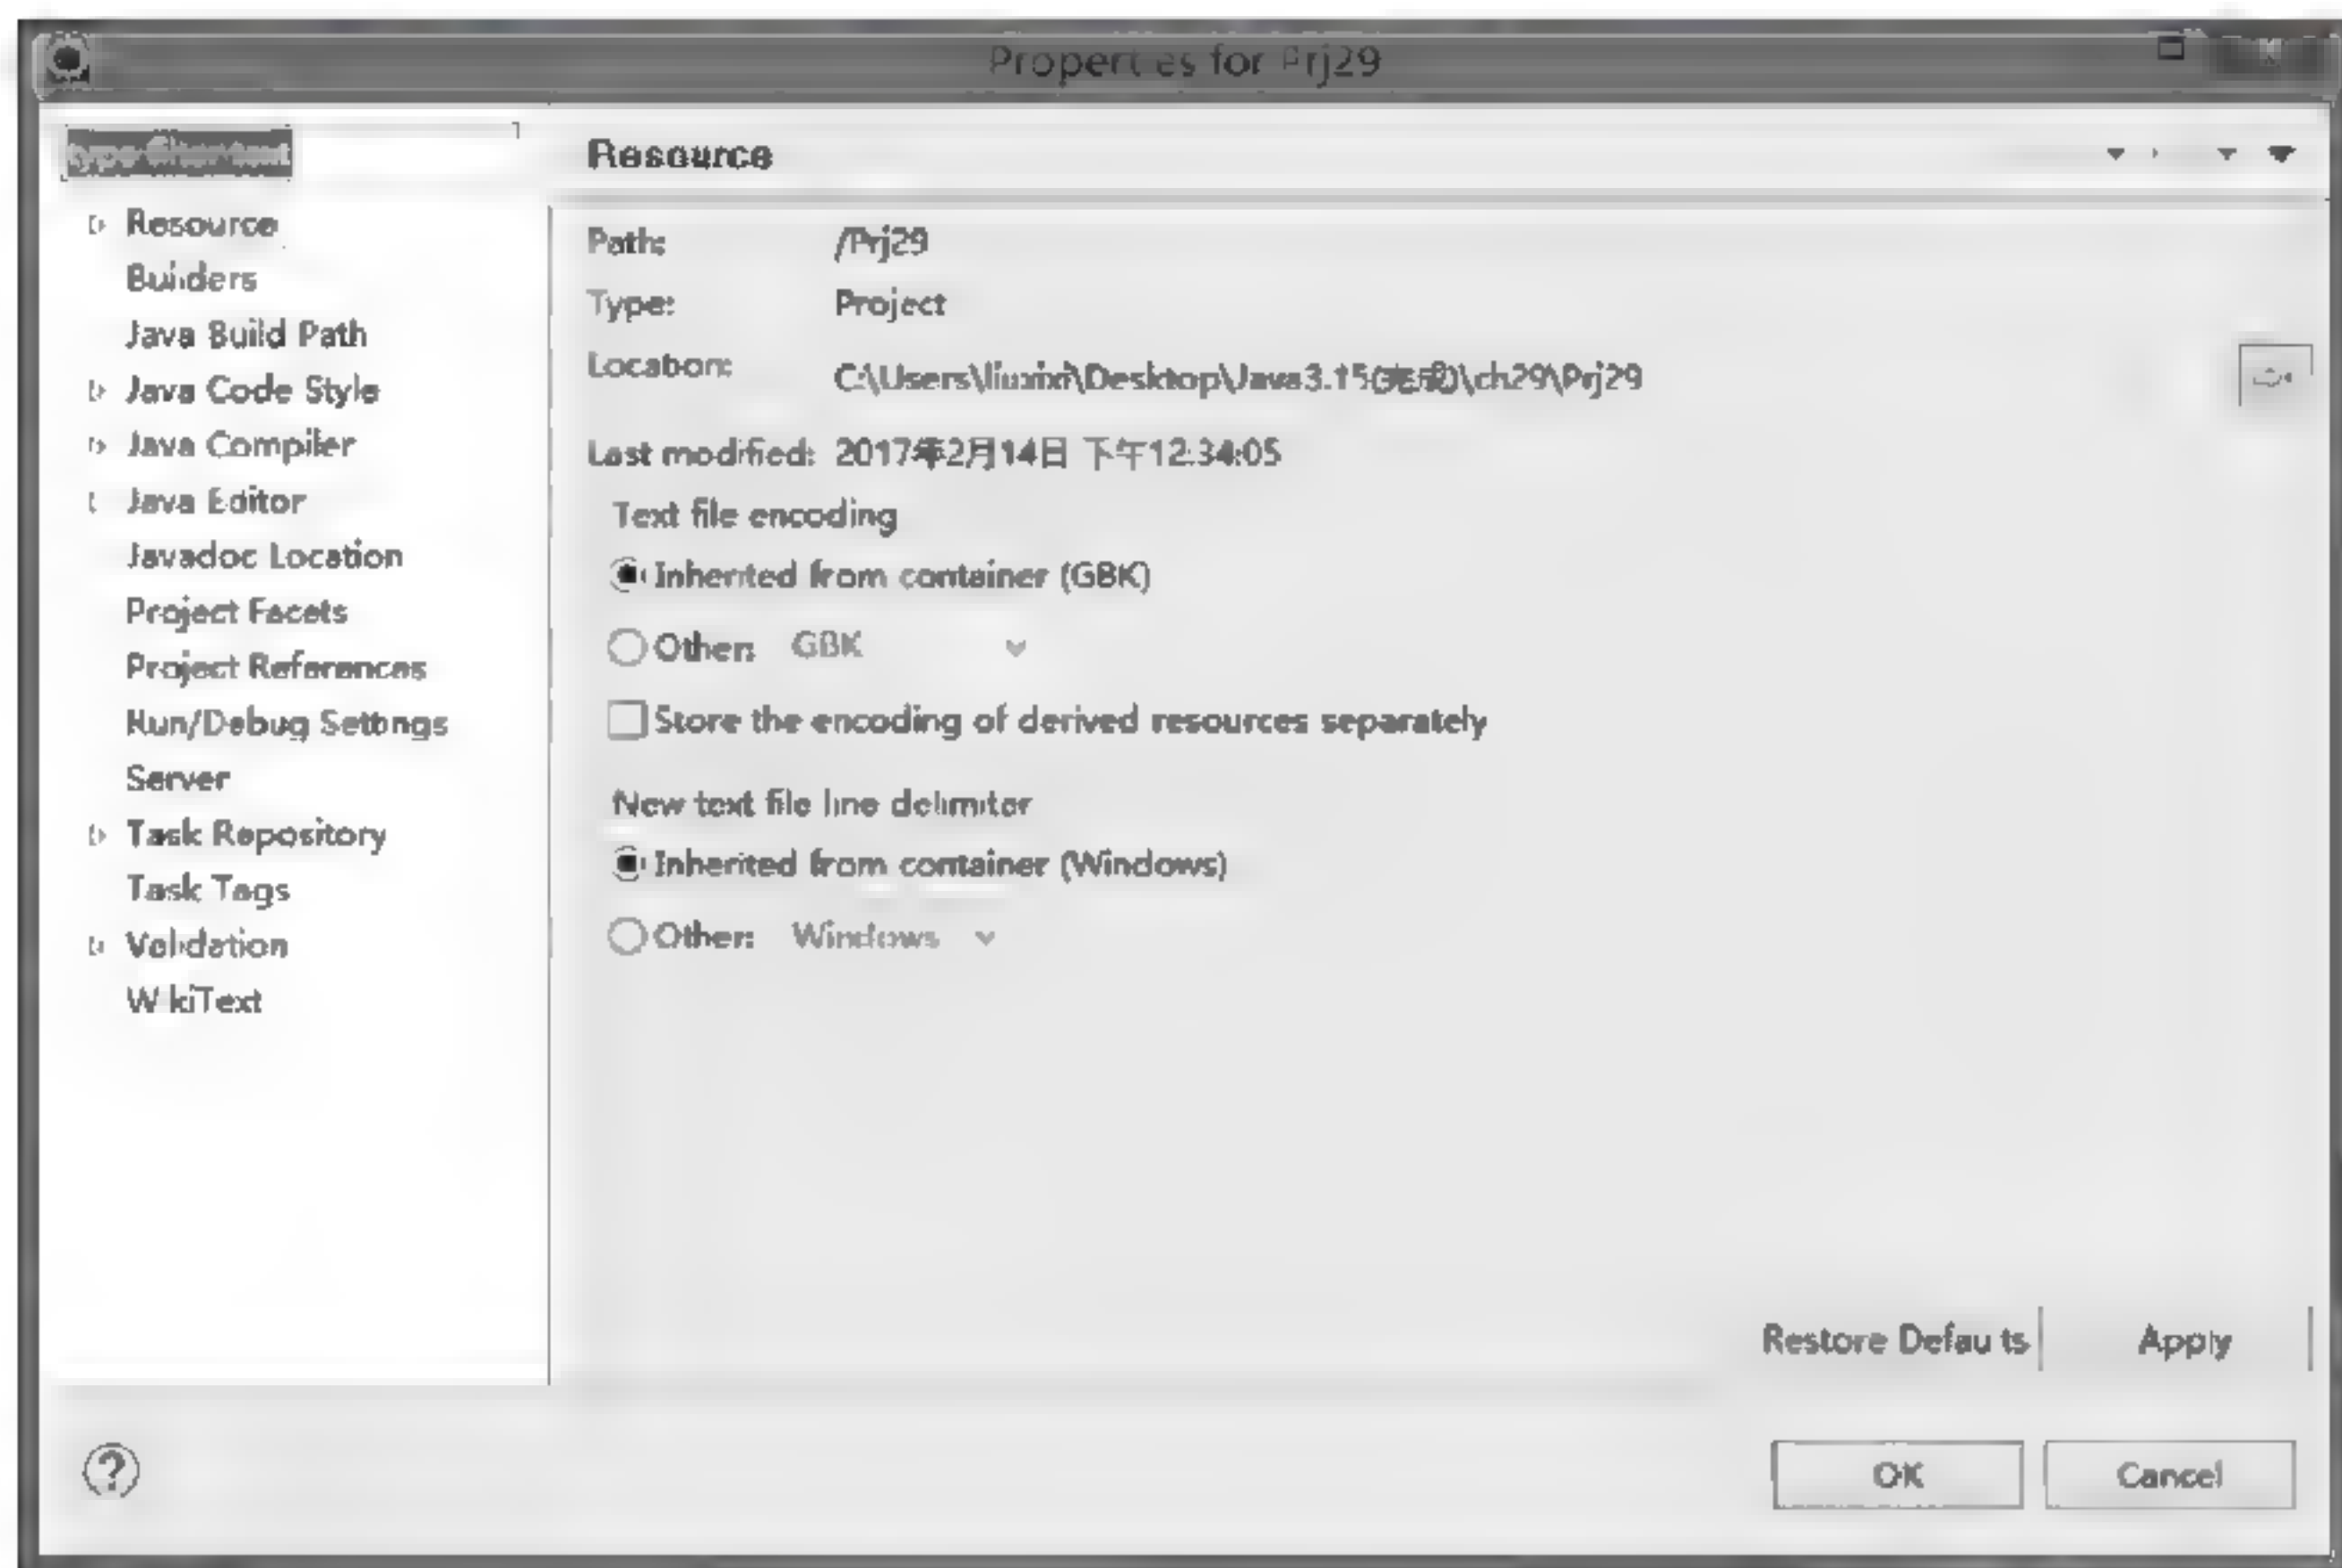 Properties for Prj29
Resource
Resource
Builders
Java Build Path
Java Code Style
Java Compiler
Java Editor
Javadoc Location
Project Facets
Project References
Run/Debug Settings
Server
Task Repository
Task Tags
Validation
WikiText
Path: /Prj29
Type: Project
Location: C:\Users\liuxixi\Desktop\Java3.15(完成)\ch29\Prj29
Last modified: 2017年2月14日 下午12:34:05
Text file encoding
Inherited from container (GBK)
Other: GBK
Store the encoding of derived resources separately
New text file line delimiter
Inherited from container (Windows)
Other: Windows
Restore Defaults
Apply
?
OK
Cancel